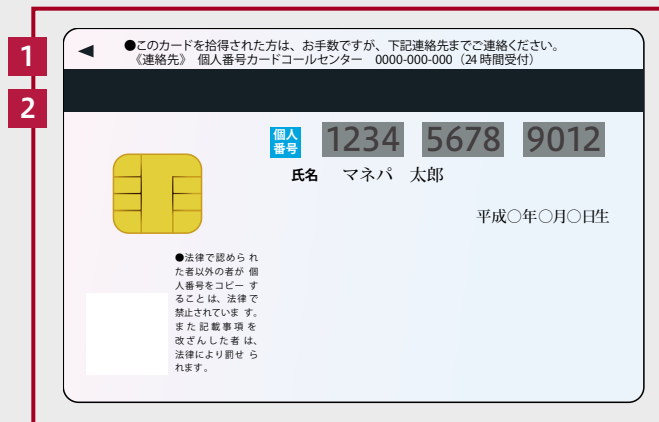 1
●このカードを拾得された方は、お手数ですが、下記連絡先までご連絡ください。
《連絡先》 個人番号カードコールセンター 0000-000-000（24時間受付）
2
個人
番号
1234 5678 9012
氏名 マネパ 太郎
平成○年○月○日生
●法律で認められ
た者以外の者が 個
人番号をコピー す
ることは、法律で
禁止されていま す。
また記載事項を
改ざんした者は、
法律により罰せ ら
れます。